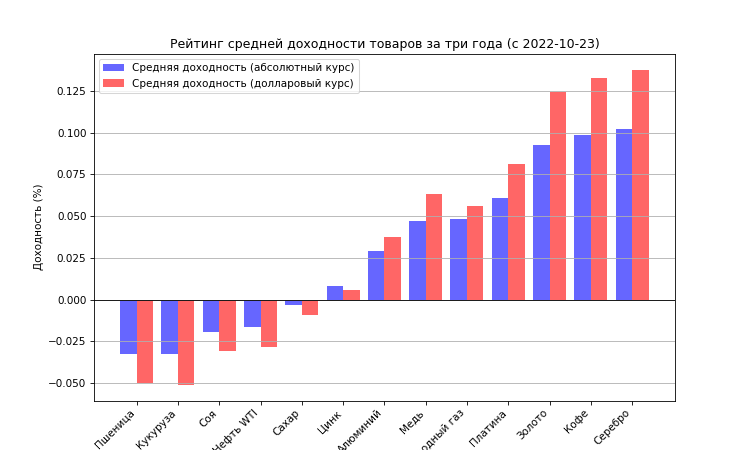 Рейтинг средней доходности товаров за три года (с 2022-10-23)
Средняя доходность (абсолютный курс)
Средняя доходность (долларовый курс)
Доходность (%)
0.125
0.100
0.075
0.050
0.025
0.000
−0.025
−0.050
Пшеница
Кукуруза
Соя
Нефть WTI
Сахар
Цинк
Алюминий
Медь
газ
Платина
Золото
Кофе
Серебро